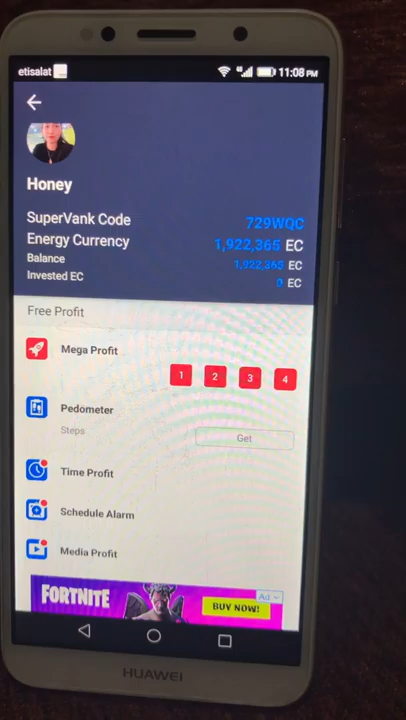 etisalat
11:08 PM
Honey
SuperVank Code 729WQC
Energy Currency 1,922,365 EC
Balance 1,922,365 EC
Invested EC 0 EC
Free Profit
Mega Profit
1 2 3 4
Pedometer
Steps Get
Time Profit
Schedule Alarm
Media Profit
FORTNITE BUY NOW! Ad
HUAWEI